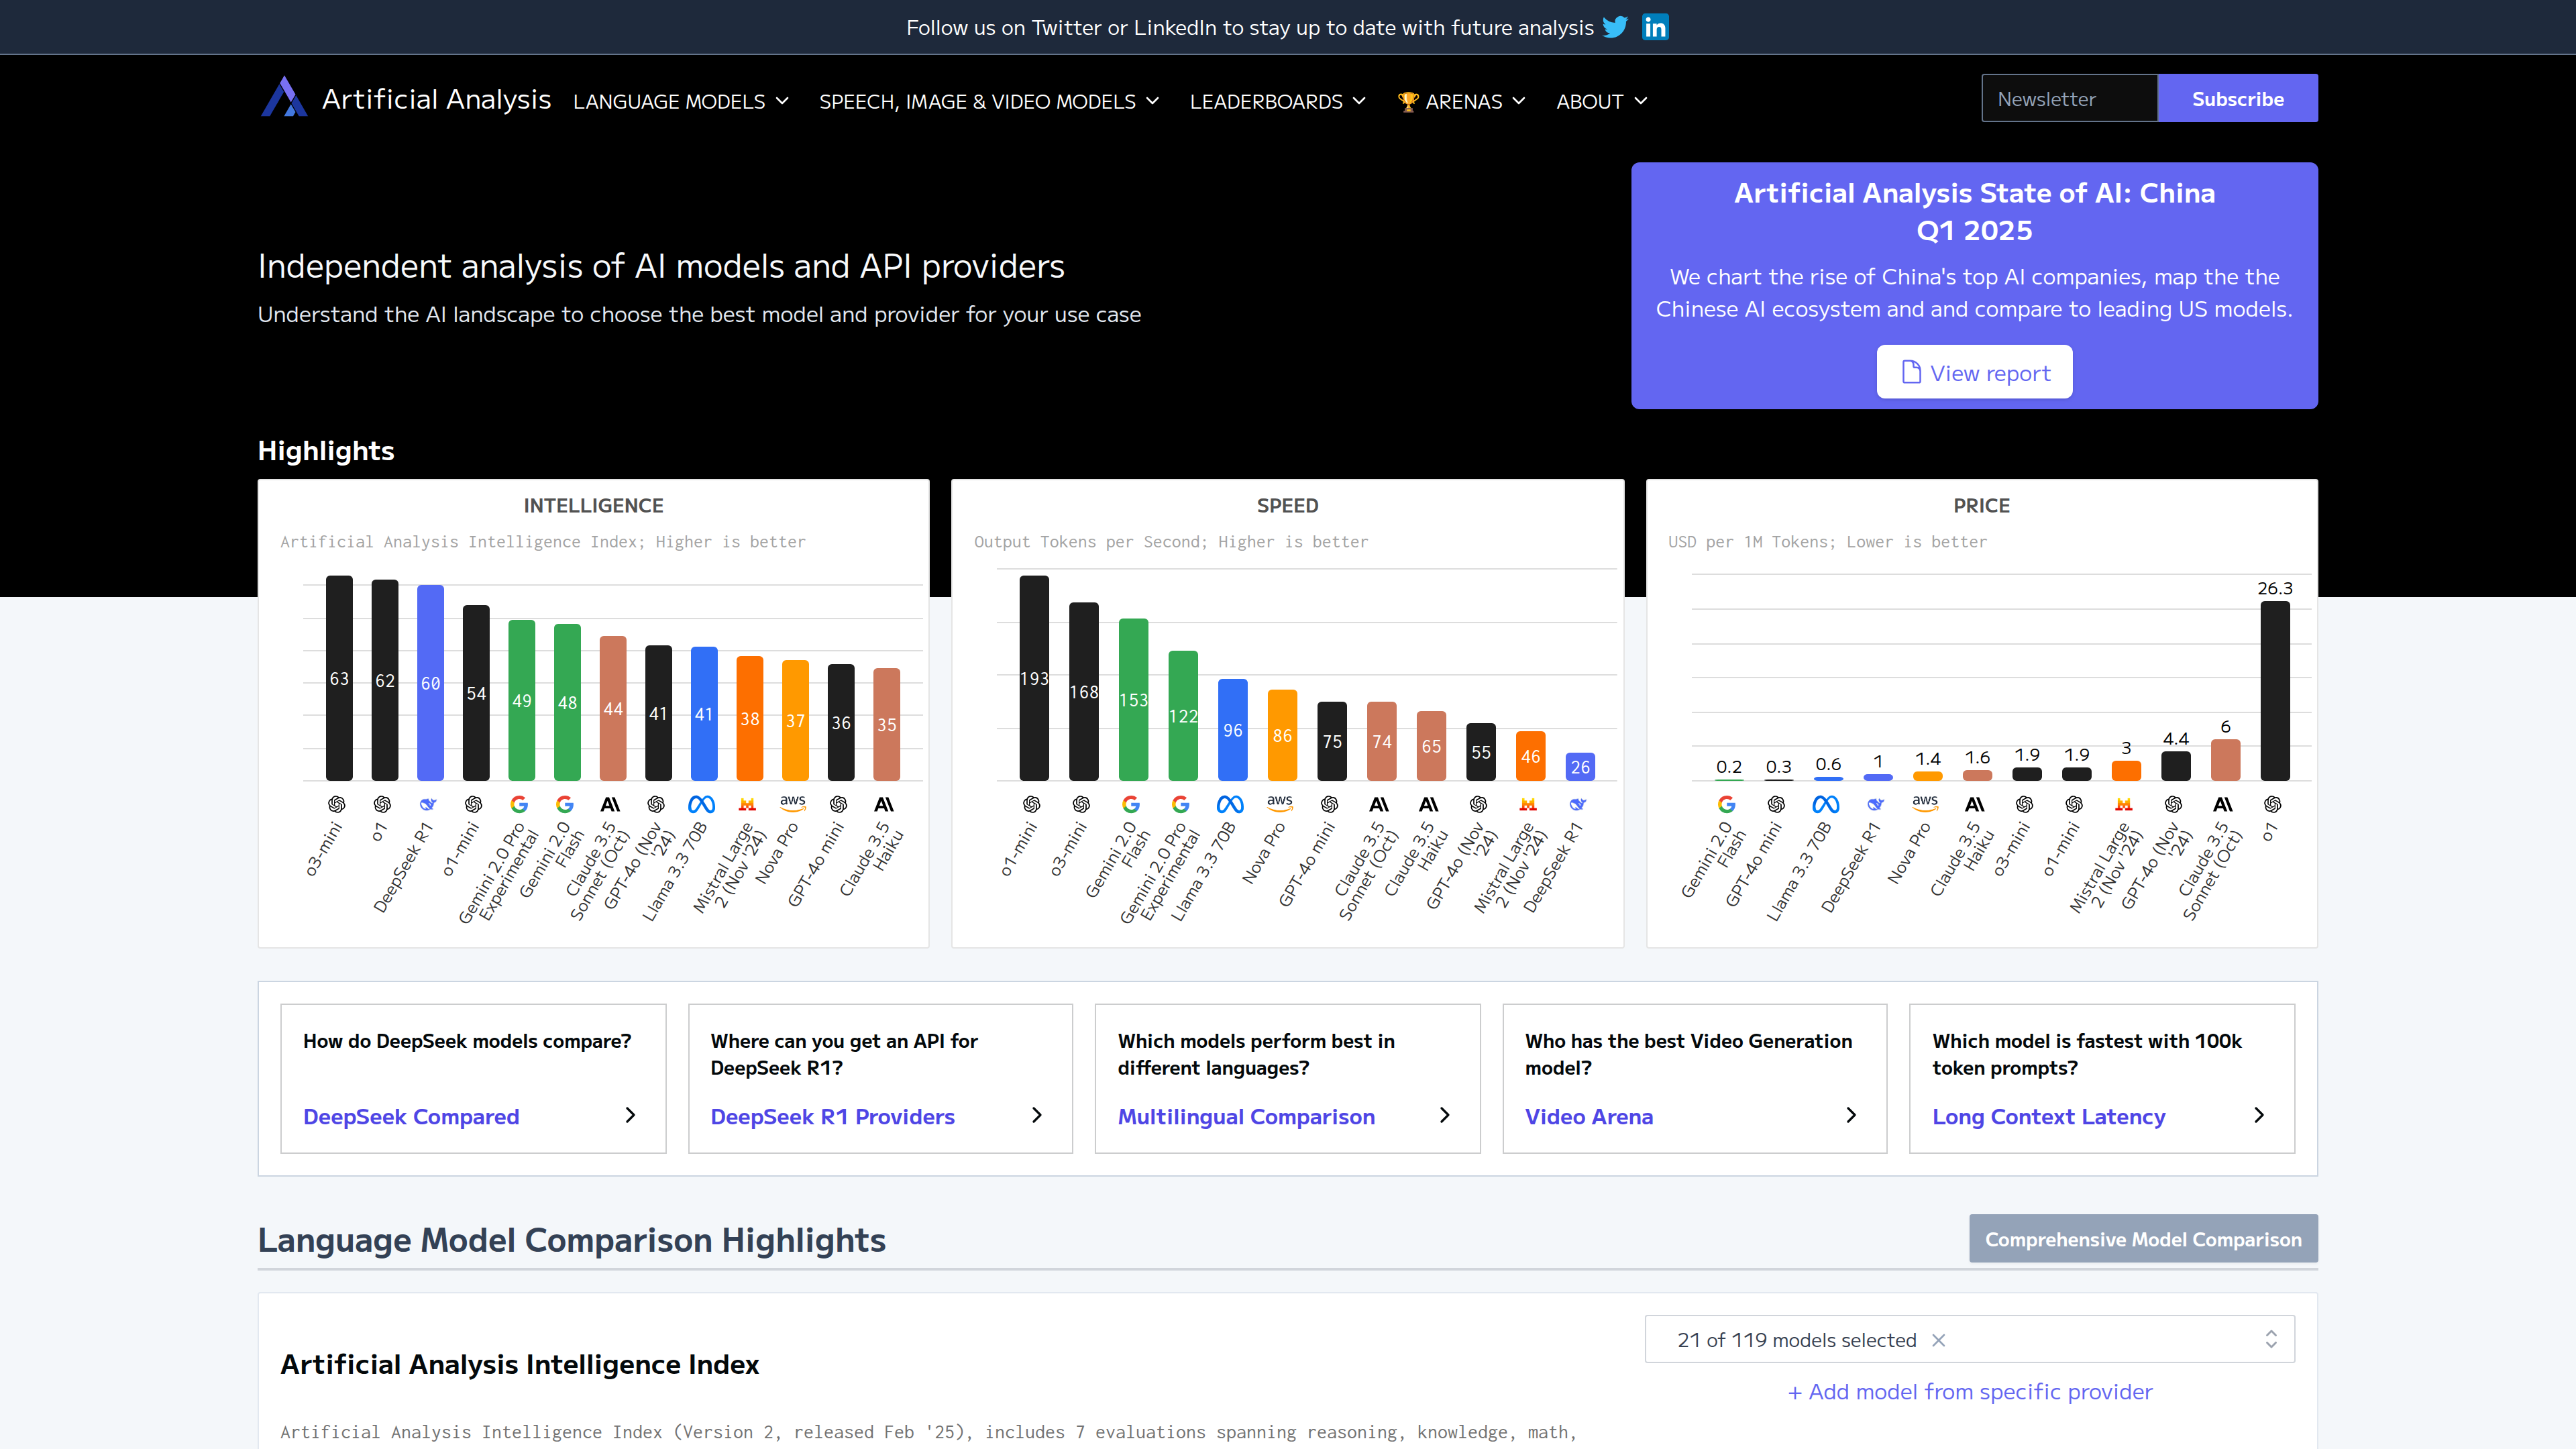 Follow us on Twitter or LinkedIn to stay up to date with future analysis
Artificial Analysis
LANGUAGE MODELS
SPEECH, IMAGE & VIDEO MODELS
LEADERBOARDS
ARENAS
ABOUT
Newsletter
Subscribe
Independent analysis of AI models and API providers
Understand the AI landscape to choose the best model and provider for your use case
Artificial Analysis State of AI: China
Q1 2025
We chart the rise of China's top AI companies, map the the
Chinese AI ecosystem and and compare to leading US models.
View report
Highlights
INTELLIGENCE
Artificial Analysis Intelligence Index; Higher is better
63 62 60 54 49 48 44 41 41 38 37 36 35
aws
o3-mini
o1
DeepSeek R1
o1-mini
Gemini 2.0 Pro
Experimental
Gemini 2.0
Flash
Claude 3.5
Sonnet (Oct)
GPT-4o (Nov
'24)
Llama 3.3 70B
Mistral Large
2 (Nov '24)
Nova Pro
GPT-4o mini
Claude 3.5
Haiku
SPEED
Output Tokens per Second; Higher is better
193 168 153 122 96 86 75 74 65 55 46 26
aws
o1-mini
o3-mini
Gemini 2.0
Flash
Gemini 2.0 Pro
Experimental
Llama 3.3 70B
Nova Pro
GPT-4o mini
Claude 3.5
Sonnet (Oct)
Claude 3.5
Haiku
GPT-4o (Nov
'24)
Mistral Large
2 (Nov '24)
DeepSeek R1
PRICE
USD per 1M Tokens; Lower is better
0.2 0.3 0.6 1 1.4 1.6 1.9 1.9 3 4.4 6 26.3
aws
Gemini 2.0
Flash
GPT-4o mini
Llama 3.3 70B
DeepSeek R1
Nova Pro
Claude 3.5
Haiku
o3-mini
o1-mini
Mistral Large
2 (Nov '24)
GPT-4o (Nov
'24)
Claude 3.5
Sonnet (Oct)
o1
How do DeepSeek models compare?
DeepSeek Compared
Where can you get an API for
DeepSeek R1?
DeepSeek R1 Providers
Which models perform best in
different languages?
Multilingual Comparison
Who has the best Video Generation
model?
Video Arena
Which model is fastest with 100k
token prompts?
Long Context Latency
Language Model Comparison Highlights
Comprehensive Model Comparison
21 of 119 models selected
+ Add model from specific provider
Artificial Analysis Intelligence Index
Artificial Analysis Intelligence Index (Version 2, released Feb '25), includes 7 evaluations spanning reasoning, knowledge, math,